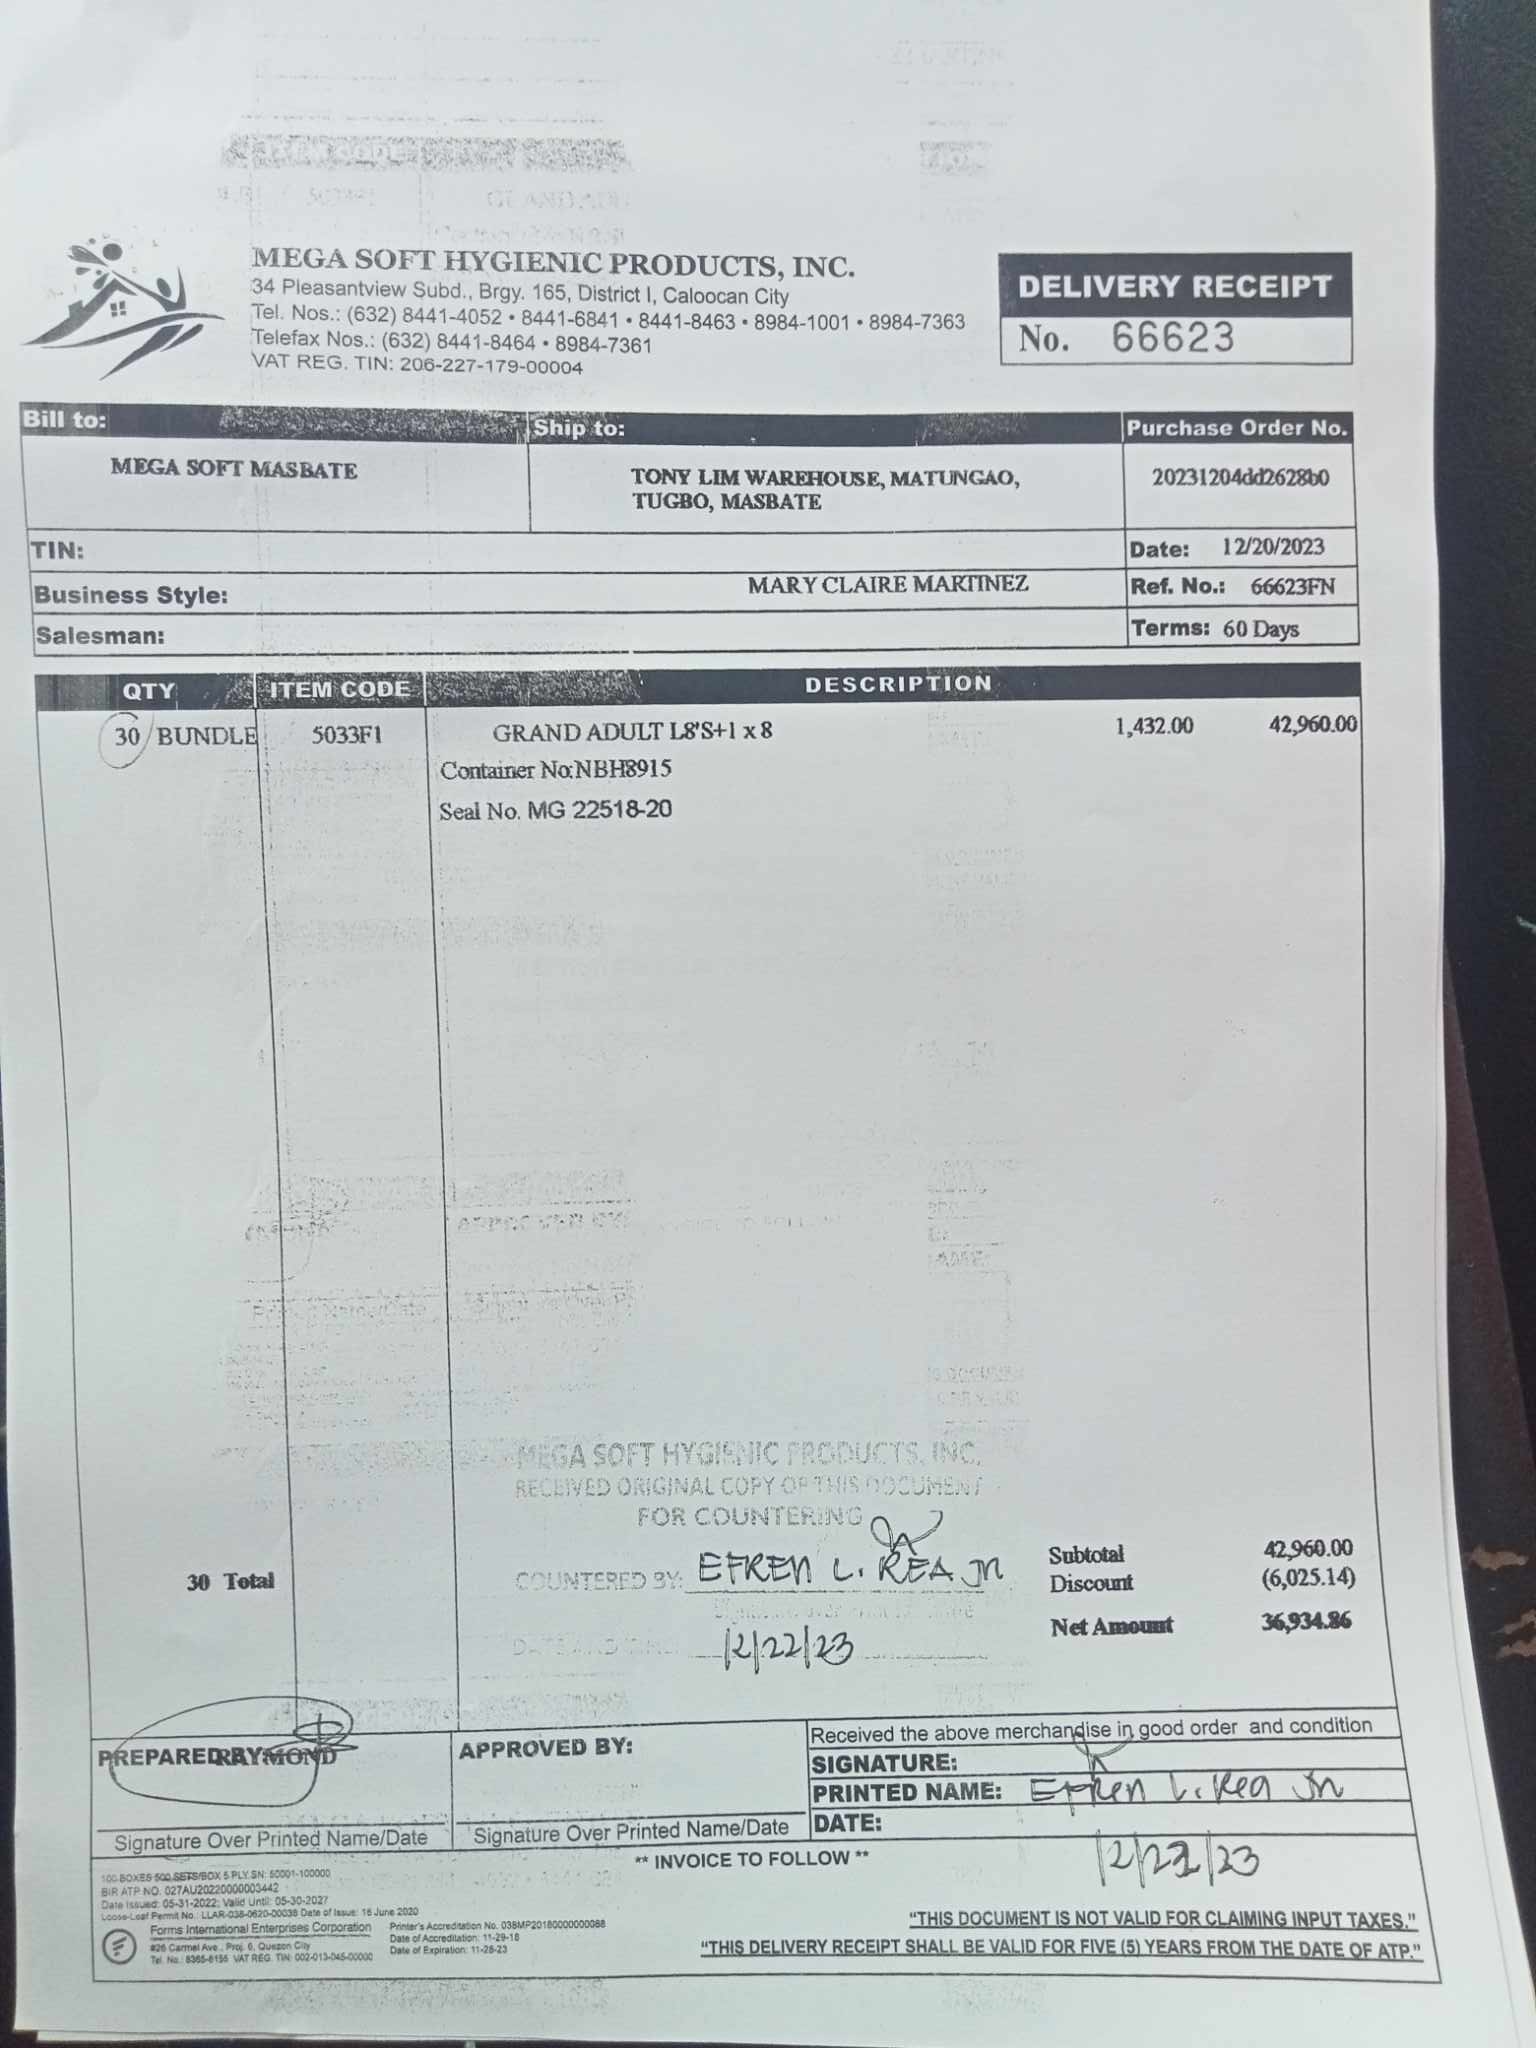 MEGA SOFT HYGIENIC PRODUCTS, INC.
34 Pleasantview Subd., Brgy. 165, District I, Caloocan City
Tel. Nos.: (632) 8441-4052 • 8441-6841 • 8441-8463 • 8984-1001 • 8984-7363
Telefax Nos.: (632) 8441-8464 • 8984-7361
VAT REG. TIN: 206-227-179-00004
DELIVERY RECEIPT
No. 66623
Bill to: Ship to: Purchase Order No.
MEGA SOFT MASBATE
TONY LIM WAREHOUSE, MATUNGAO,
TUGBO, MASBATE
20231204dd2628b0
TIN: Date: 12/20/2023
Business Style: MARY CLAIRE MARTINEZ Ref. No.: 66623FN
Salesman: Terms: 60 Days
QTY ITEM CODE DESCRIPTION
30 BUNDLE 5033F1 GRAND ADULT L8'S+1 x 8 1,432.00 42,960.00
Container No:NBH8915
Seal No. MG 22518-20
MEGA SOFT HYGIENIC PRODUCTS, INC.
RECEIVED ORIGINAL COPY OF THIS DOCUMENT
FOR COUNTERING
COUNTERED BY: EFREN L. REA JR
12/22/23
30 Total
Subtotal 42,960.00
Discount (6,025.14)
Net Amount 36,934.86
PREPARED BY: RAYMOND
Signature Over Printed Name/Date
APPROVED BY:
Signature Over Printed Name/Date
Received the above merchandise in good order and condition
SIGNATURE:
PRINTED NAME: Efren L. Rea Jr
DATE:
12/22/23
** INVOICE TO FOLLOW **
100 BOXES 500 SETS/BOX 5 PLY SN: 50001-100000
BIR ATP NO. 027AU20220000003442
Date Issued: 05-31-2022; Valid Until: 05-30-2027
Loose-Leaf Permit No.: LLAR-038-0620-00038 Date of Issue: 16 June 2020
Forms International Enterprises Corporation
#26 Carmel Ave., Proj. 6, Quezon City
Tel. No.: 8365-8155 VAT REG. TIN: 002-013-045-00000
Printer's Accreditation No. 038MP20180000000088
Date of Accreditation: 11-29-18
Date of Expiration: 11-28-23
"THIS DOCUMENT IS NOT VALID FOR CLAIMING INPUT TAXES."
"THIS DELIVERY RECEIPT SHALL BE VALID FOR FIVE (5) YEARS FROM THE DATE OF ATP."